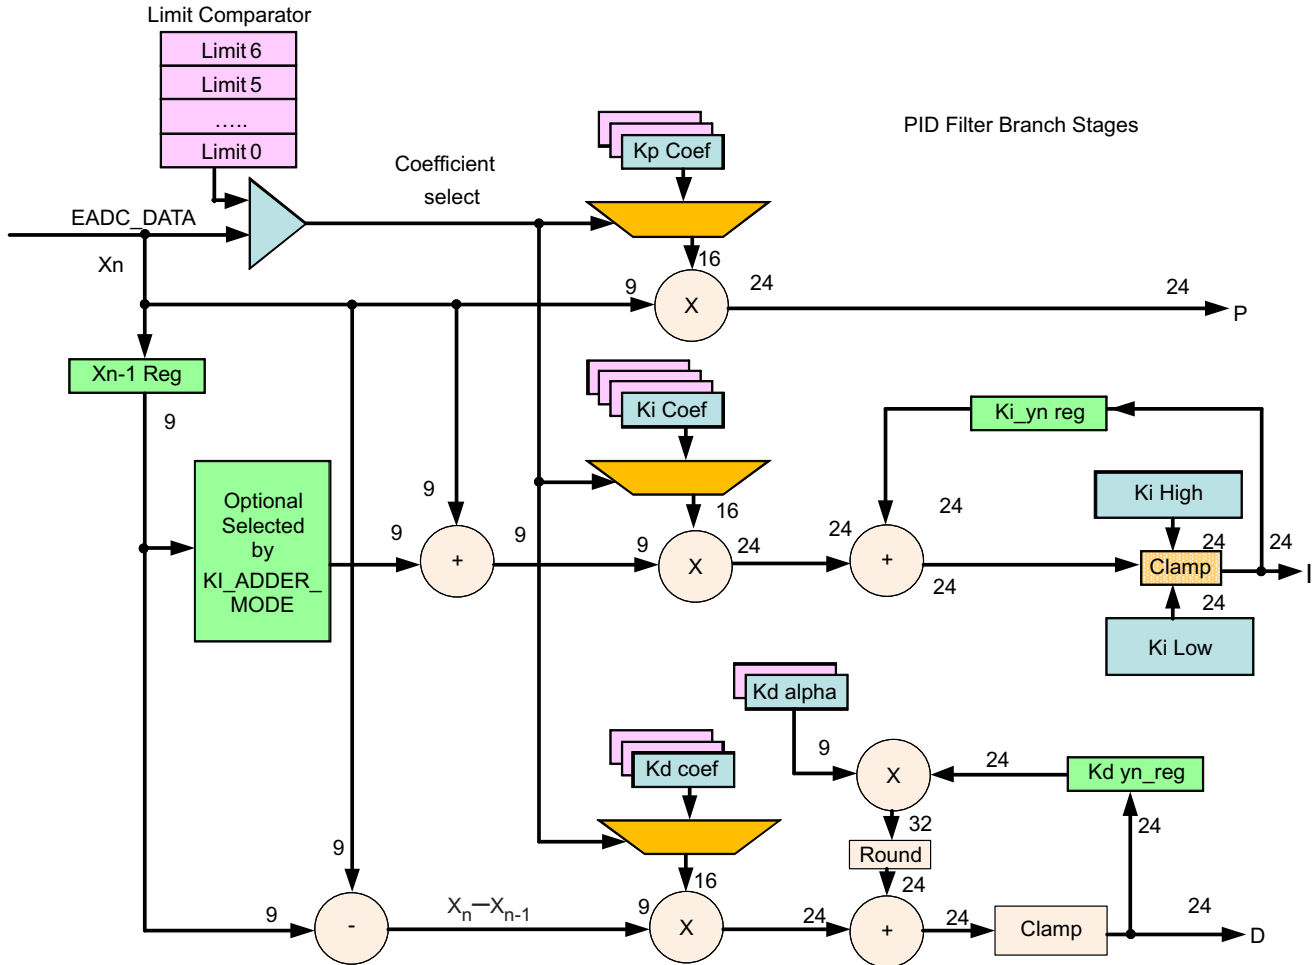 Limit Comparator
Limit 6
Limit 5
.....
Limit 0
PID Filter Branch Stages
Kp Coef
Coefficient
select
EADC_DATA
Xn
16
9
24
24
P
Xn-1 Reg
9
Ki Coef
Ki_yn reg
Optional
Selected
by
KI_ADDER_
MODE
9
9
+
9
16
9
X
24
24
24
+
24
Ki High
24
24
Clamp
I
24
Ki Low
X
Kd alpha
9
X
24
Kd yn_reg
Kd coef
32
24
Round
9
16
24
9
-
Xn—Xn-1
9
X
24
+
24
Clamp
24
D